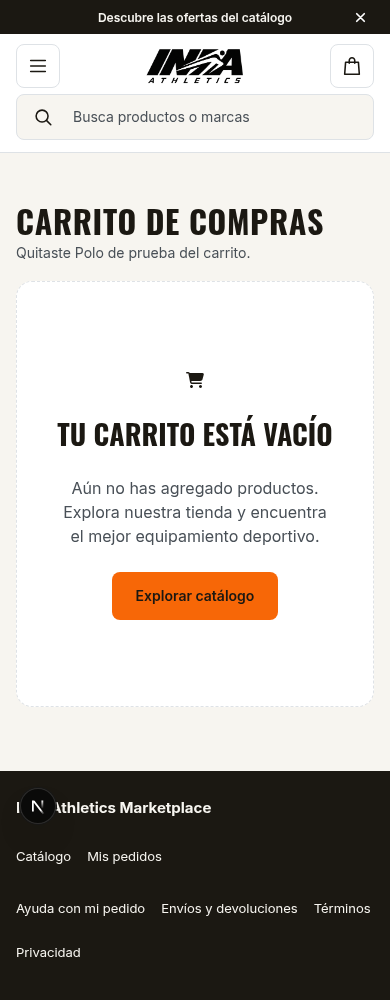 Descubre las ofertas del catálogo
INZA
ATHLETICS
Busca productos o marcas
CARRITO DE COMPRAS
Quitaste Polo de prueba del carrito.
TU CARRITO ESTÁ VACÍO
Aún no has agregado productos.
Explora nuestra tienda y encuentra
el mejor equipamiento deportivo.
Explorar catálogo
Athletics Marketplace
Catálogo Mis pedidos
Ayuda con mi pedido Envíos y devoluciones Términos
Privacidad